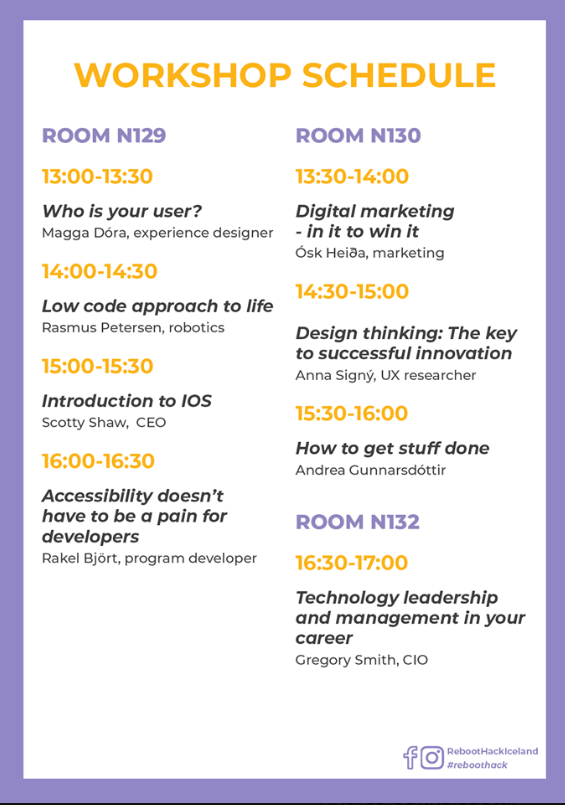 WORKSHOP SCHEDULE
ROOM N129
13:00-13:30
Who is your user?
Magga Dóra, experience designer
14:00-14:30
Low code approach to life
Rasmus Petersen, robotics
15:00-15:30
Introduction to IOS
Scotty Shaw, CEO
16:00-16:30
Accessibility doesn't
have to be a pain for
developers
Rakel Björt, program developer
ROOM N130
13:30-14:00
Digital marketing
- in it to win it
Ósk Heiða, marketing
14:30-15:00
Design thinking: The key
to successful innovation
Anna Signý, UX researcher
15:30-16:00
How to get stuff done
Andrea Gunnarsdóttir
ROOM N132
16:30-17:00
Technology leadership
and management in your
career
Gregory Smith, CIO
RebootHackIceland
#reboothack